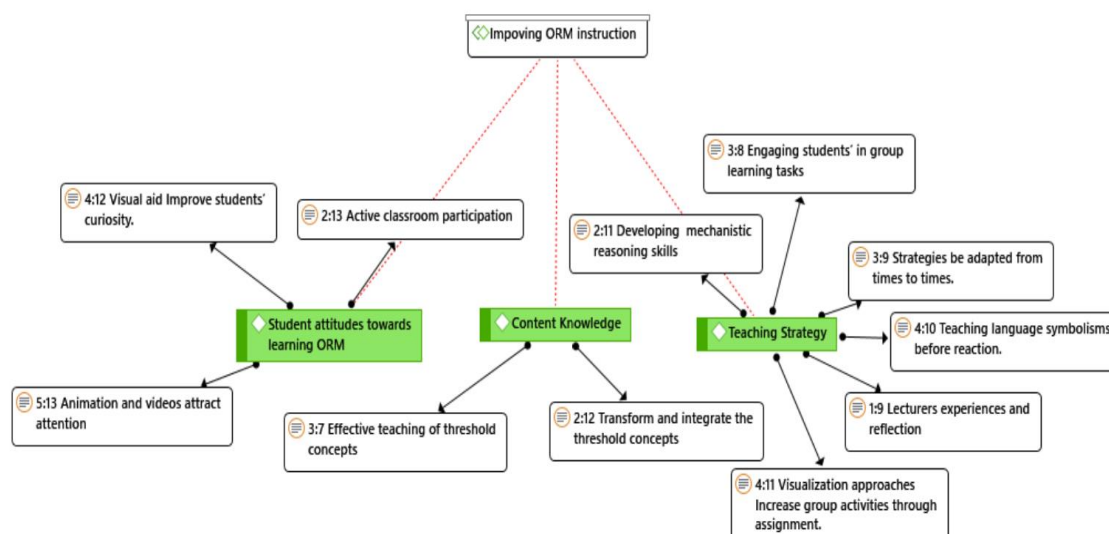 Impoving ORM instruction
3:8 Engaging students' in group
learning tasks
4:12 Visual aid Improve students'
curiosity.
2:13 Active classroom participation
2:11 Developing mechanistic
reasoning skills
3:9 Strategies be adapted from
times to times.
Student attitudes towards
learning ORM
Content Knowledge
Teaching Strategy
4:10 Teaching language symbolisms
before reaction.
5:13 Animation and videos attract
attention
3:7 Effective teaching of threshold
concepts
2:12 Transform and integrate the
threshold concepts
1:9 Lecturers experiences and
reflection
4:11 Visualization approaches
Increase group activities through
assignment.